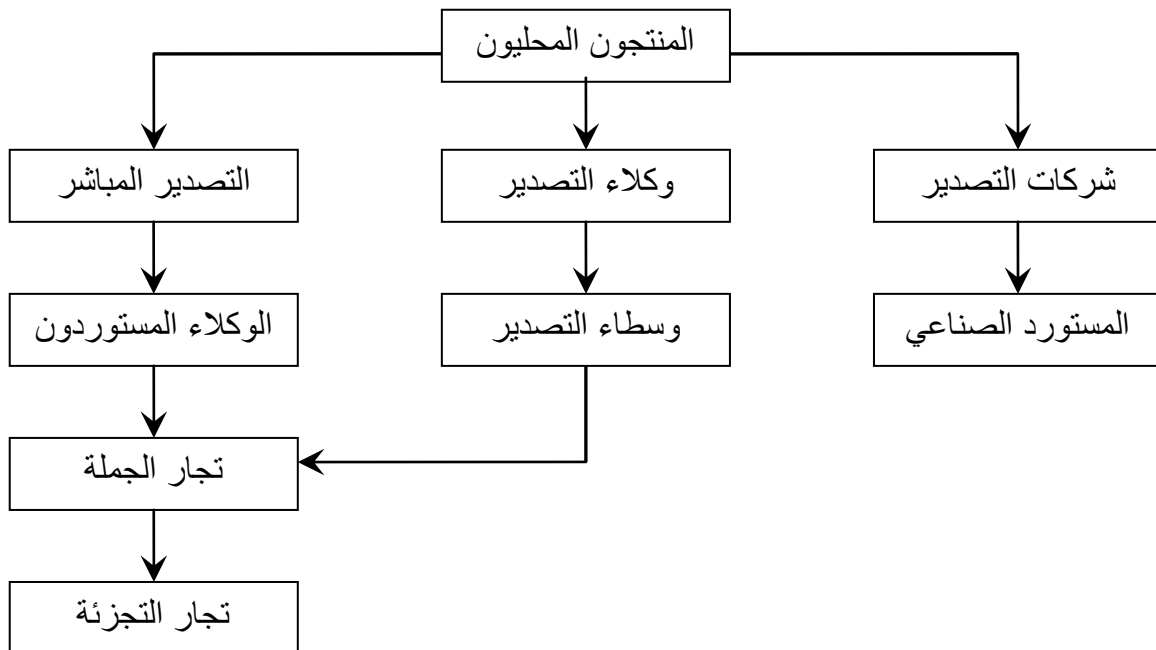 المنتجون المحليون
شركات التصدير
وكلاء التصدير
التصدير المباشر
المستورد الصناعي
وسطاء التصدير
الوكلاء المستوردون
تجار الجملة
تجار التجزئة